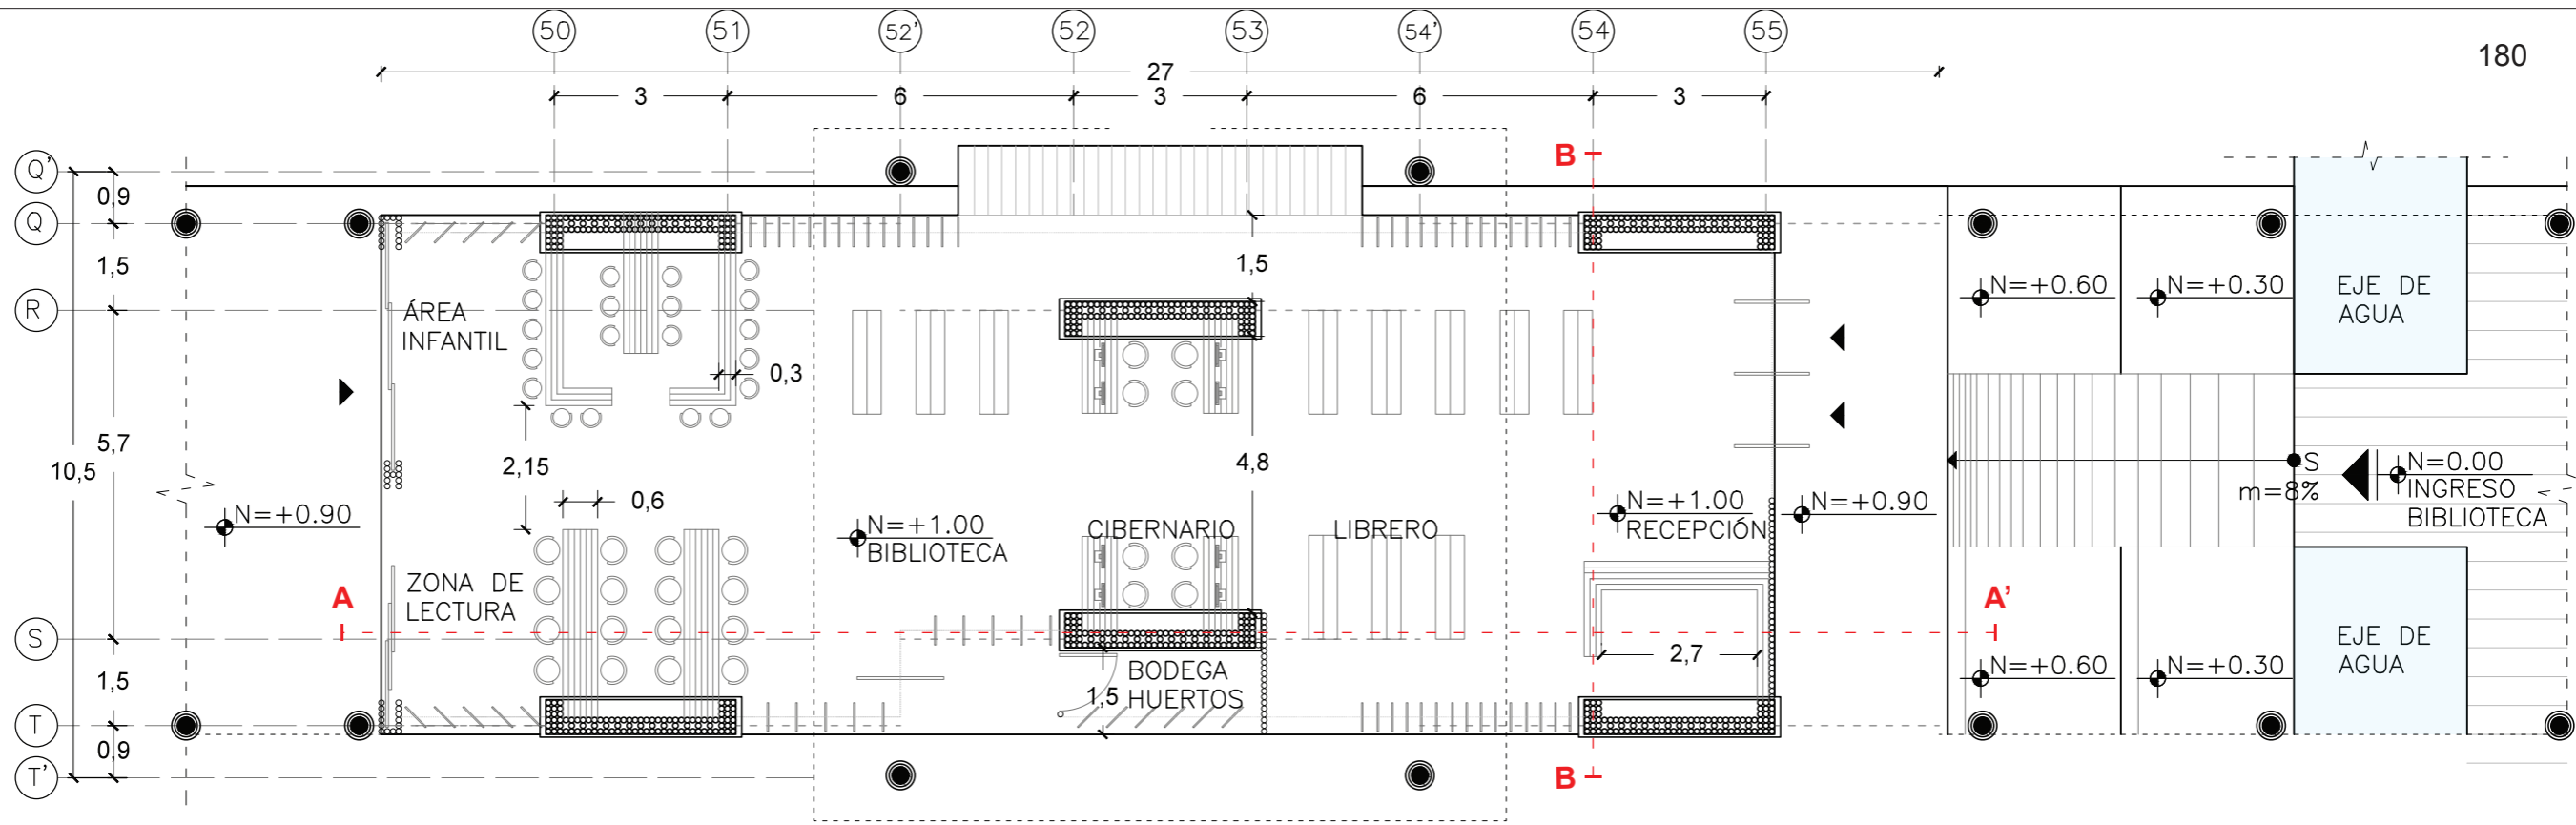 50 51 52' 52 53 54' 54 55
180
27
3 6 3 6 3
Q'
B
0,9
Q
1,5
1,5
R
N=+0.60 N=+0.30
EJE DE
AGUA
ÁREA
INFANTIL
0,3
5,7
10,5
2,15
4,8
0,6
S
m=8%
N=0.00
INGRESO
BIBLIOTECA
N=+0.90
N=+1.00
BIBLIOTECA
CIBERNARIO
LIBRERO
N=+1.00
RECEPCIÓN
N=+0.90
ZONA DE
LECTURA
A
A'
S
2,7
EJE DE
AGUA
1,5
BODEGA
HUERTOS
1,5
N=+0.60 N=+0.30
T
0,9
T'
B